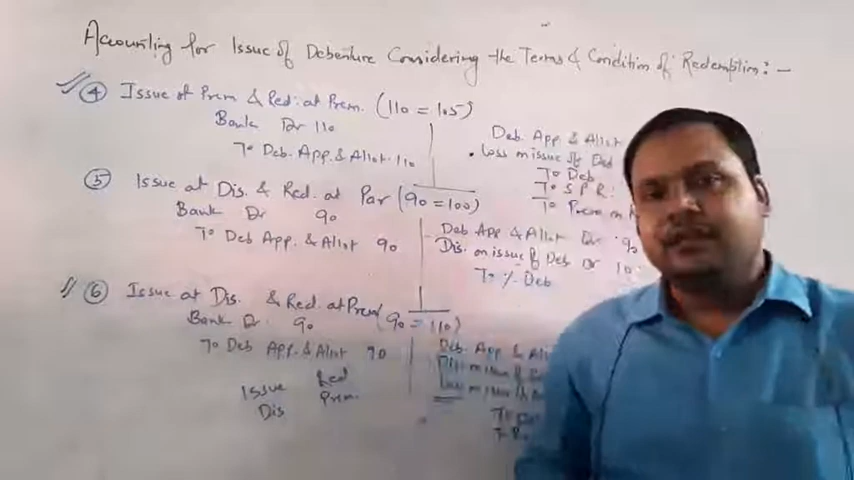 Accounting for Issue of Debenture Considering the Terms & Condition of Redemption:-
④ Issue at Prem & Red. at Prem. (110 = 105)
Bank Dr 110
To Deb. App. & Allot. 110
Deb App & Allot
Loss on issue of Deb
To Deb
To S P R
To Prem on
⑤ Issue at Dis. & Red. at Par (90 = 100)
Bank Dr 90
To Deb App. & Allot 90
Deb App & Allot Dr 90
Dis. on issue of Deb Dr 10
To % Deb
⑥ Issue at Dis. & Red. at Prem (90 = 110)
Bank Dr. 90
To Deb App. & Allot 90
Deb. App & All
Loss on issue
Issue Red
Dis Prem.